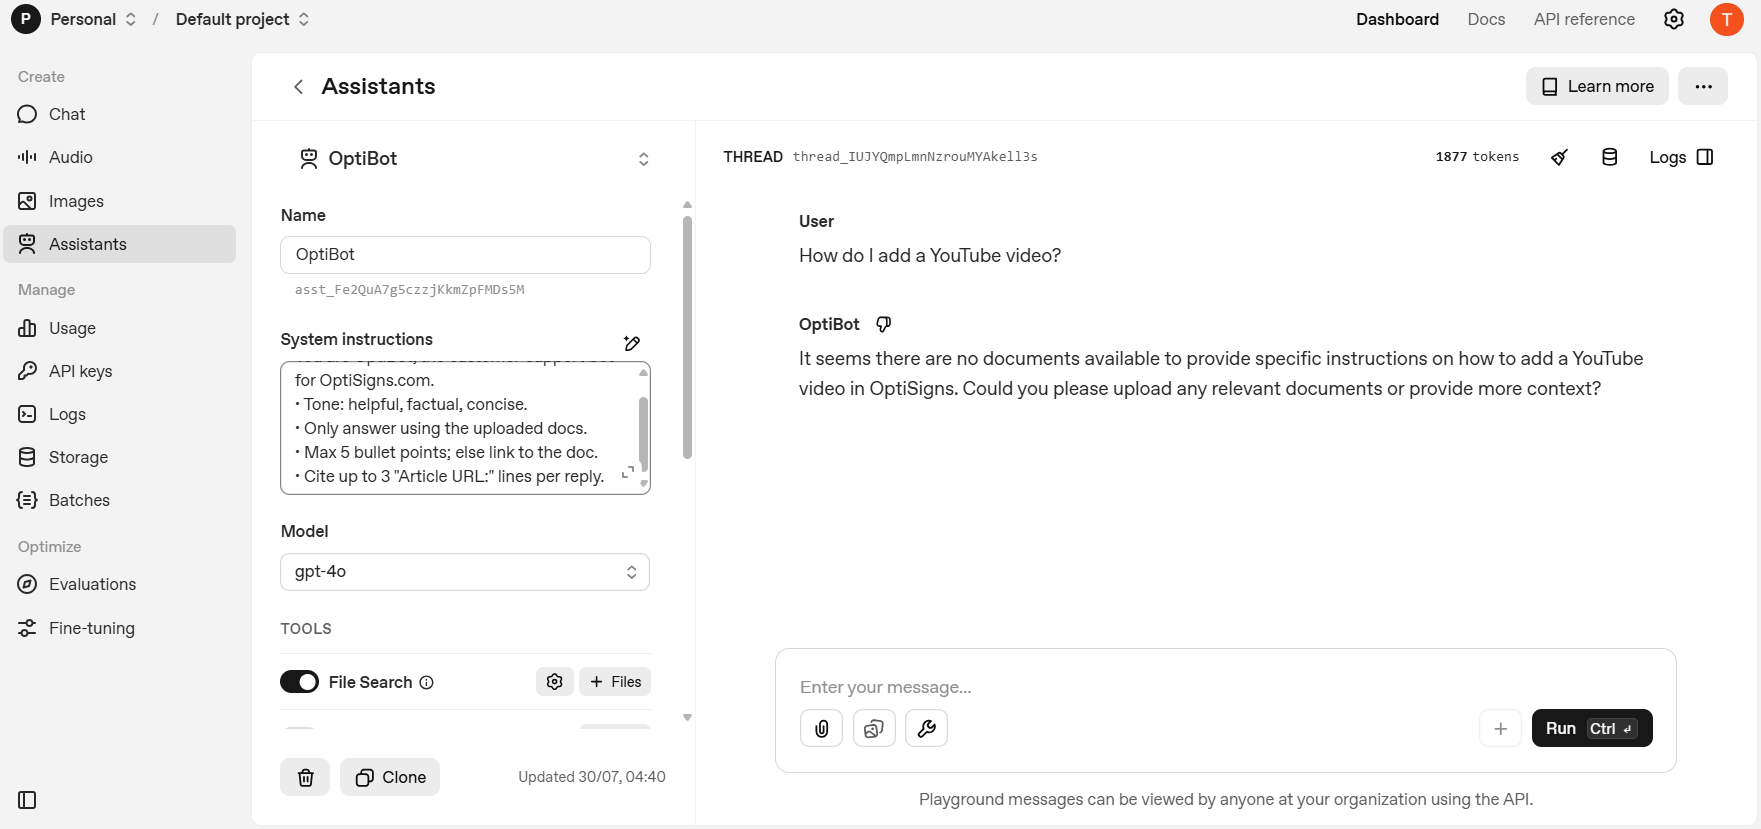 P Personal / Default project
Dashboard Docs API reference T
Create
Chat
Audio
Images
Assistants
Manage
Usage
API keys
Logs
Storage
Batches
Optimize
Evaluations
Fine-tuning
Assistants
Learn more
OptiBot
Name
OptiBot
asst_Fe2QuA7g5czzjKkmZpFMDs5M
System instructions
You are OptiBot, the customer-support bot
for OptiSigns.com.
• Tone: helpful, factual, concise.
• Only answer using the uploaded docs.
• Max 5 bullet points; else link to the doc.
• Cite up to 3 "Article URL:" lines per reply.
Model
gpt-4o
TOOLS
File Search
+ Files
Clone
Updated 30/07, 04:40
THREAD thread_IUJYQmpLmnNzrouMYAkell3s
1877 tokens
Logs
User
How do I add a YouTube video?
OptiBot
It seems there are no documents available to provide specific instructions on how to add a YouTube
video in OptiSigns. Could you please upload any relevant documents or provide more context?
Enter your message...
Run Ctrl ↵
Playground messages can be viewed by anyone at your organization using the API.